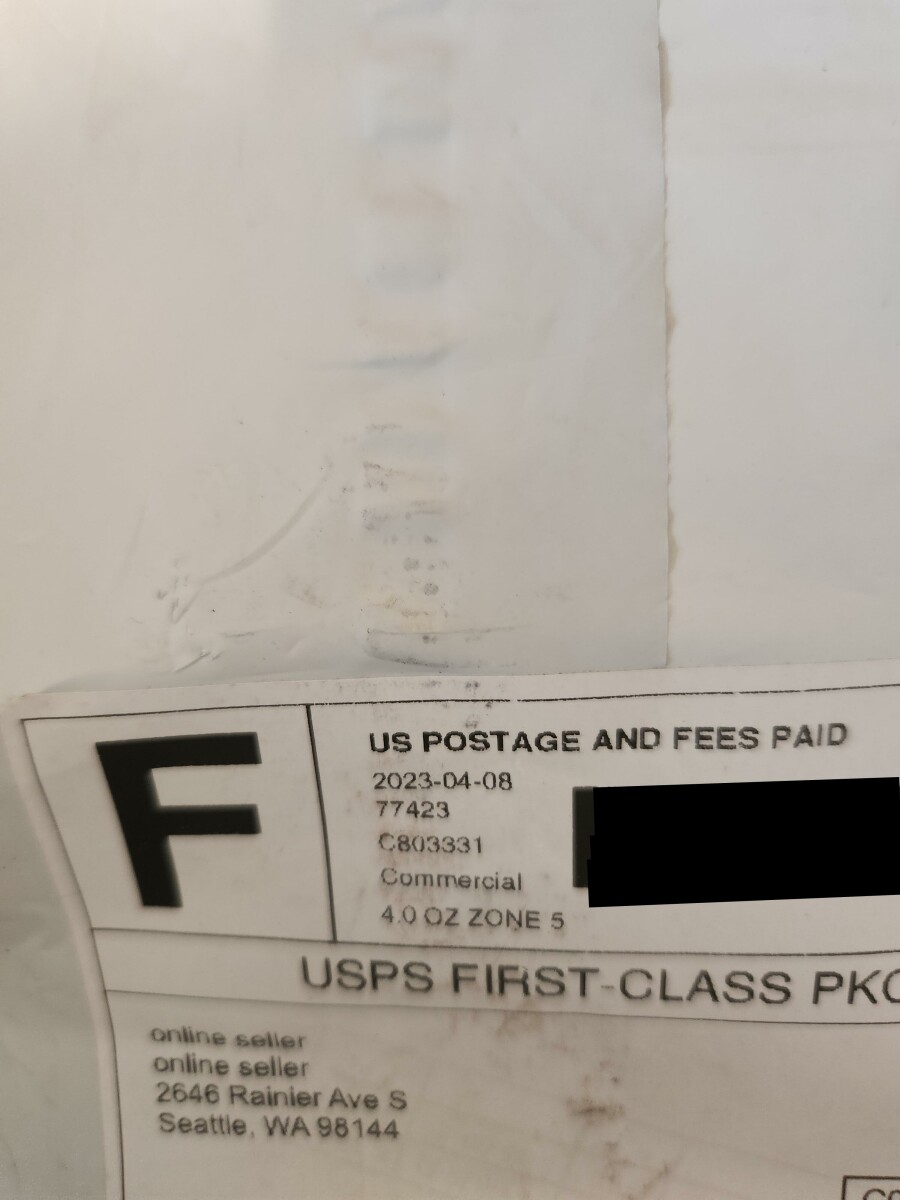 F
US POSTAGE AND FEES PAID
2023-04-08
77423
C803331
Commercial
4.0 OZ ZONE 5
USPS FIRST-CLASS PKG
online seller
online seller
2646 Rainier Ave S
Seattle, WA 98144